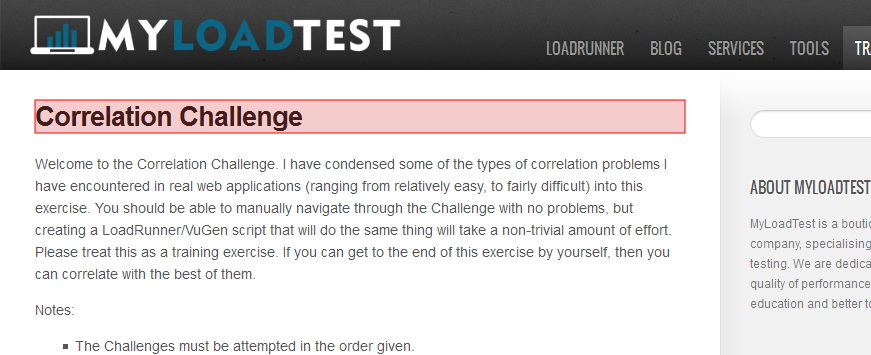 MYLOADTEST
LOADRUNNER BLOG SERVICES TOOLS TR
Correlation Challenge
Welcome to the Correlation Challenge. I have condensed some of the types of correlation problems I
have encountered in real web applications (ranging from relatively easy, to fairly difficult) into this
exercise. You should be able to manually navigate through the Challenge with no problems, but
creating a LoadRunner/VuGen script that will do the same thing will take a non-trivial amount of effort.
Please treat this as a training exercise. If you can get to the end of this exercise by yourself, then you
can correlate with the best of them.
Notes:
The Challenges must be attempted in the order given.
ABOUT MYLOADTEST
MyLoadTest is a boutic
company, specialising
testing. We are dedica
quality of performance
education and better to